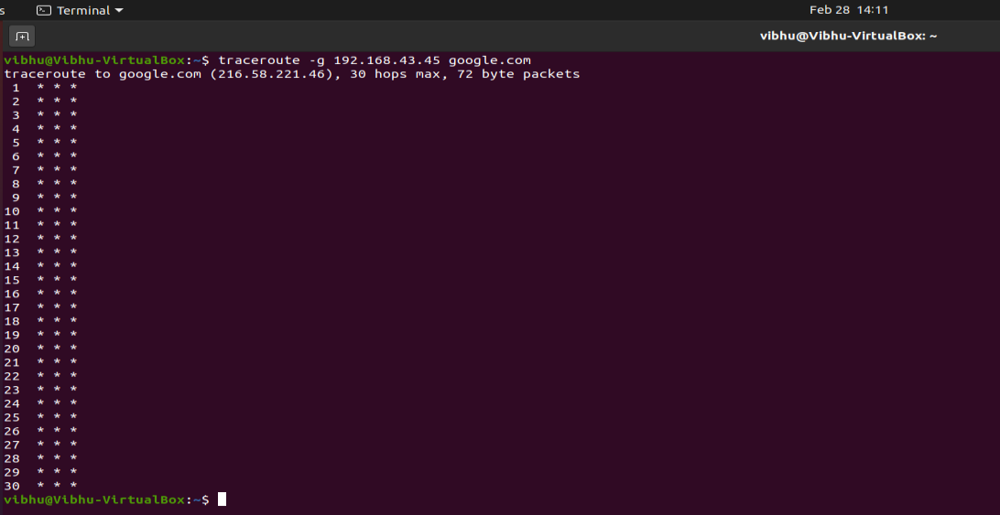 s Terminal Feb 28 14:11
vibhu@Vibhu-VirtualBox: ~
vibhu@Vibhu-VirtualBox:~$ traceroute -g 192.168.43.45 google.com
traceroute to google.com (216.58.221.46), 30 hops max, 72 byte packets
1 * * *
2 * * *
3 * * *
4 * * *
5 * * *
6 * * *
7 * * *
8 * * *
9 * * *
10 * * *
11 * * *
12 * * *
13 * * *
14 * * *
15 * * *
16 * * *
17 * * *
18 * * *
19 * * *
20 * * *
21 * * *
22 * * *
23 * * *
24 * * *
25 * * *
26 * * *
27 * * *
28 * * *
29 * * *
30 * * *
vibhu@Vibhu-VirtualBox:~$